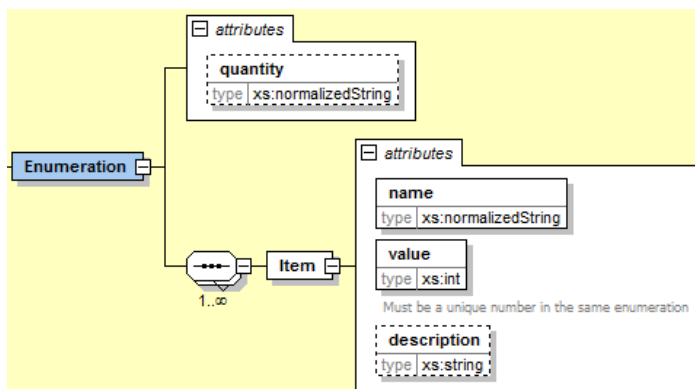 attributes
quantity
type xs:normalizedString
Enumeration
attributes
name
type xs:normalizedString
value
type xs:int
Item
1..∞
Must be a unique number in the same enumeration
description
type xs:string